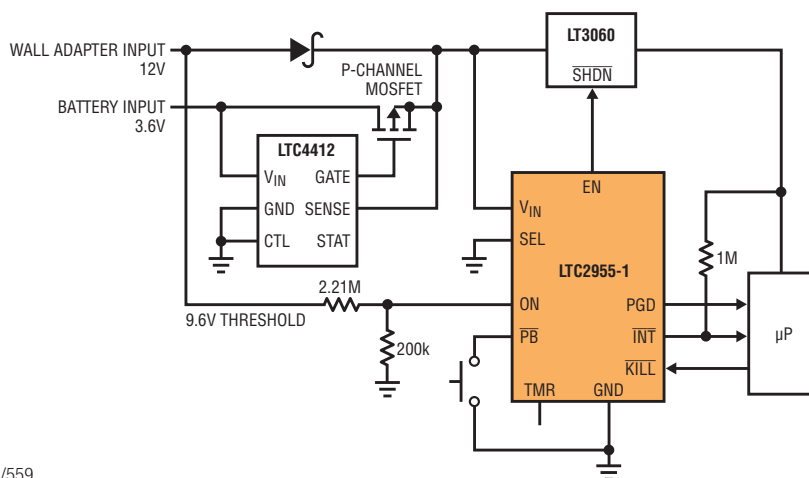 WALL ADAPTER INPUT
12V
BATTERY INPUT
3.6V
P-CHANNEL
MOSFET
LT3060
SHDN
LTC4412
VIN GATE
GND SENSE
CTL STAT
EN
VIN
SEL
LTC2955-1
ON PGD
PB INT
KILL
TMR GND
2.21M
9.6V THRESHOLD
200k
1M
µP
/559